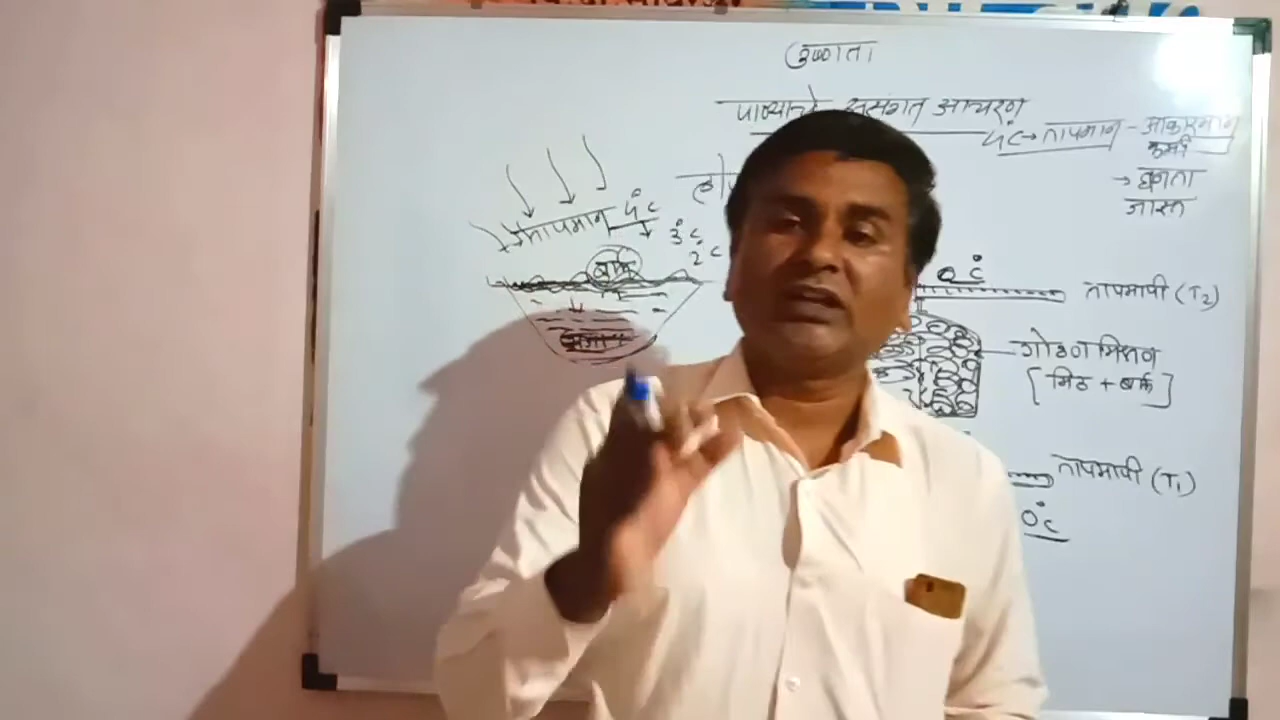 उष्णता
पाण्याचे असंगत आचरण
4°C → तापमान - आकारमान
कमी
→ घनता
जास्त
तापमान 4°C
3°C
2°C
बर्फ
0°C
तापमापी (T2)
गोठण मिश्रण
[मिठ + बर्फ]
तापमापी (T1)
0°C